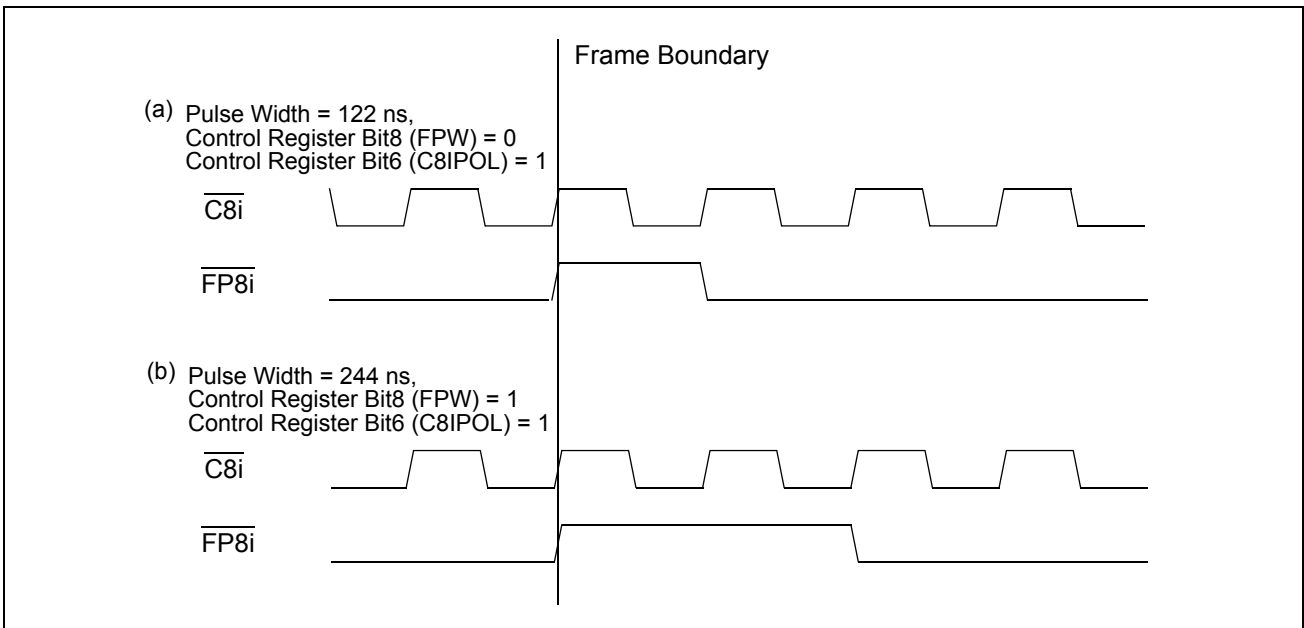 Frame Boundary
(a) Pulse Width = 122 ns,
Control Register Bit8 (FPW) = 0
Control Register Bit6 (C8IPOL) = 1
C8i
FP8i
(b) Pulse Width = 244 ns,
Control Register Bit8 (FPW) = 1
Control Register Bit6 (C8IPOL) = 1
C8i
FP8i